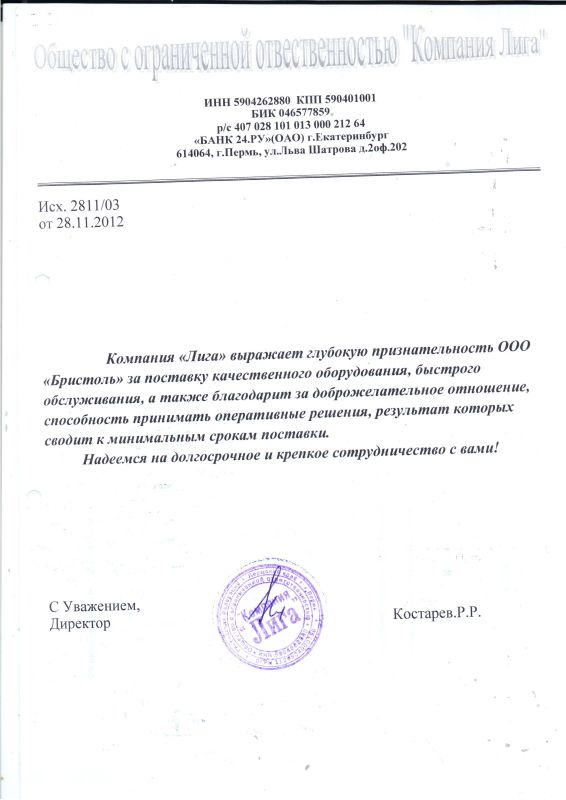 Общество с ограниченной отвественностью "Компания Лига"
ИНН 5904262880 КПП 590401001
БИК 046577859.
р/с 407 028 101 013 000 212 64
«БАНК 24.РУ»(ОАО) г.Екатеринбург
614064, г.Пермь, ул.Льва Шатрова д.2оф.202
Исх. 2811/03
от 28.11.2012
Компания «Лига» выражает глубокую признательность ООО
«Бристоль» за поставку качественного оборудования, быстрого
обслуживания, а также благодарит за доброжелательное отношение,
способность принимать оперативные решения, результат которых
сводит к минимальным срокам поставки.
Надеемся на долгосрочное и крепкое сотрудничество с вами!
С Уважением,
Директор
"Компания
Лига"
Костарев.Р.Р.